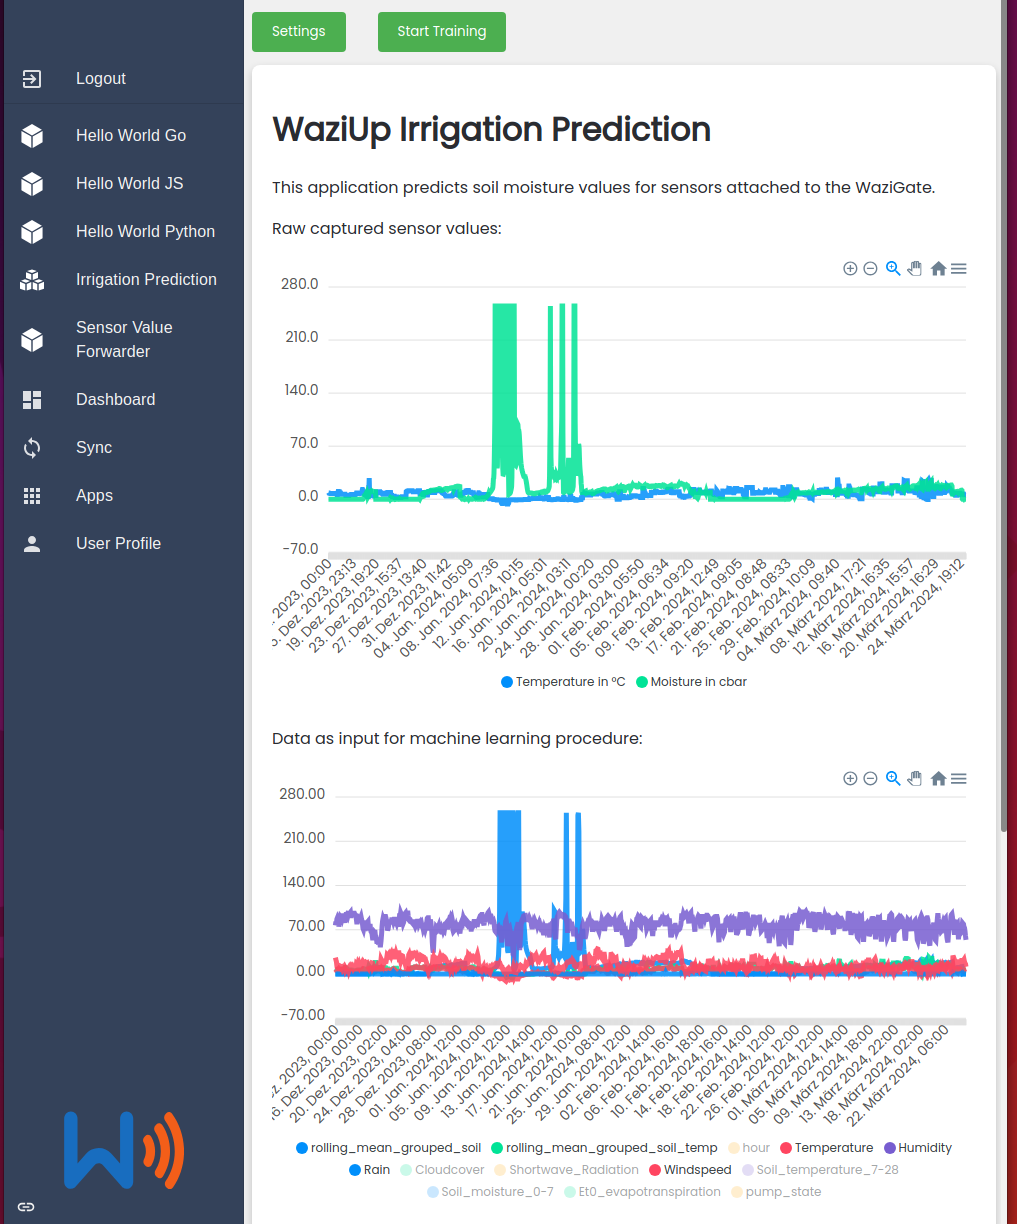 Settings
Start Training
Logout
Hello World Go
Hello World JS
Hello World Python
Irrigation Prediction
Sensor Value
Forwarder
Dashboard
Sync
Apps
User Profile
WaziUp Irrigation Prediction
This application predicts soil moisture values for sensors attached to the WaziGate.
Raw captured sensor values:
280.0
210.0
140.0
70.0
0.0
-70.0
2023, 00:00
Dez. 2023, 23:13
19. Dez. 2023, 19:20
23. Dez. 2023, 15:37
27. Dez. 2023, 13:40
31. Dez. 2023, 11:42
04. Jan. 2024, 05:09
08. Jan. 2024, 07:36
12. Jan. 2024, 10:15
16. Jan. 2024, 05:01
20. Jan. 2024, 03:11
24. Jan. 2024, 00:20
28. Jan. 2024, 03:00
01. Feb. 2024, 05:50
05. Feb. 2024, 06:34
09. Feb. 2024, 09:20
13. Feb. 2024, 12:49
17. Feb. 2024, 09:05
21. Feb. 2024, 08:48
25. Feb. 2024, 08:33
29. Feb. 2024, 10:09
04. März 2024, 09:40
08. März 2024, 17:21
12. März 2024, 16:35
16. März 2024, 15:57
20. März 2024, 16:29
24. März 2024, 19:12
Temperature in °C
Moisture in cbar
Data as input for machine learning procedure:
280.00
210.00
140.00
70.00
0.00
-70.00
2023, 00:00
Dez. 2023, 00:00
20. Dez. 2023, 02:00
24. Dez. 2023, 04:00
28. Dez. 2023, 08:00
01. Jan. 2024, 12:00
05. Jan. 2024, 10:00
09. Jan. 2024, 12:00
13. Jan. 2024, 14:00
17. Jan. 2024, 12:00
21. Jan. 2024, 10:00
25. Jan. 2024, 08:00
29. Jan. 2024, 12:00
02. Feb. 2024, 14:00
06. Feb. 2024, 16:00
10. Feb. 2024, 18:00
14. Feb. 2024, 16:00
18. Feb. 2024, 14:00
22. Feb. 2024, 12:00
26. Feb. 2024, 12:00
01. März 2024, 12:00
05. März 2024, 14:00
09. März 2024, 18:00
13. März 2024, 22:00
18. März 2024, 02:00
22. März 2024, 06:00
rolling_mean_grouped_soil
rolling_mean_grouped_soil_temp
hour
Temperature
Humidity
Rain
Cloudcover
Shortwave_Radiation
Windspeed
Soil_temperature_7-28
Soil_moisture_0-7
Et0_evapotranspiration
pump_state